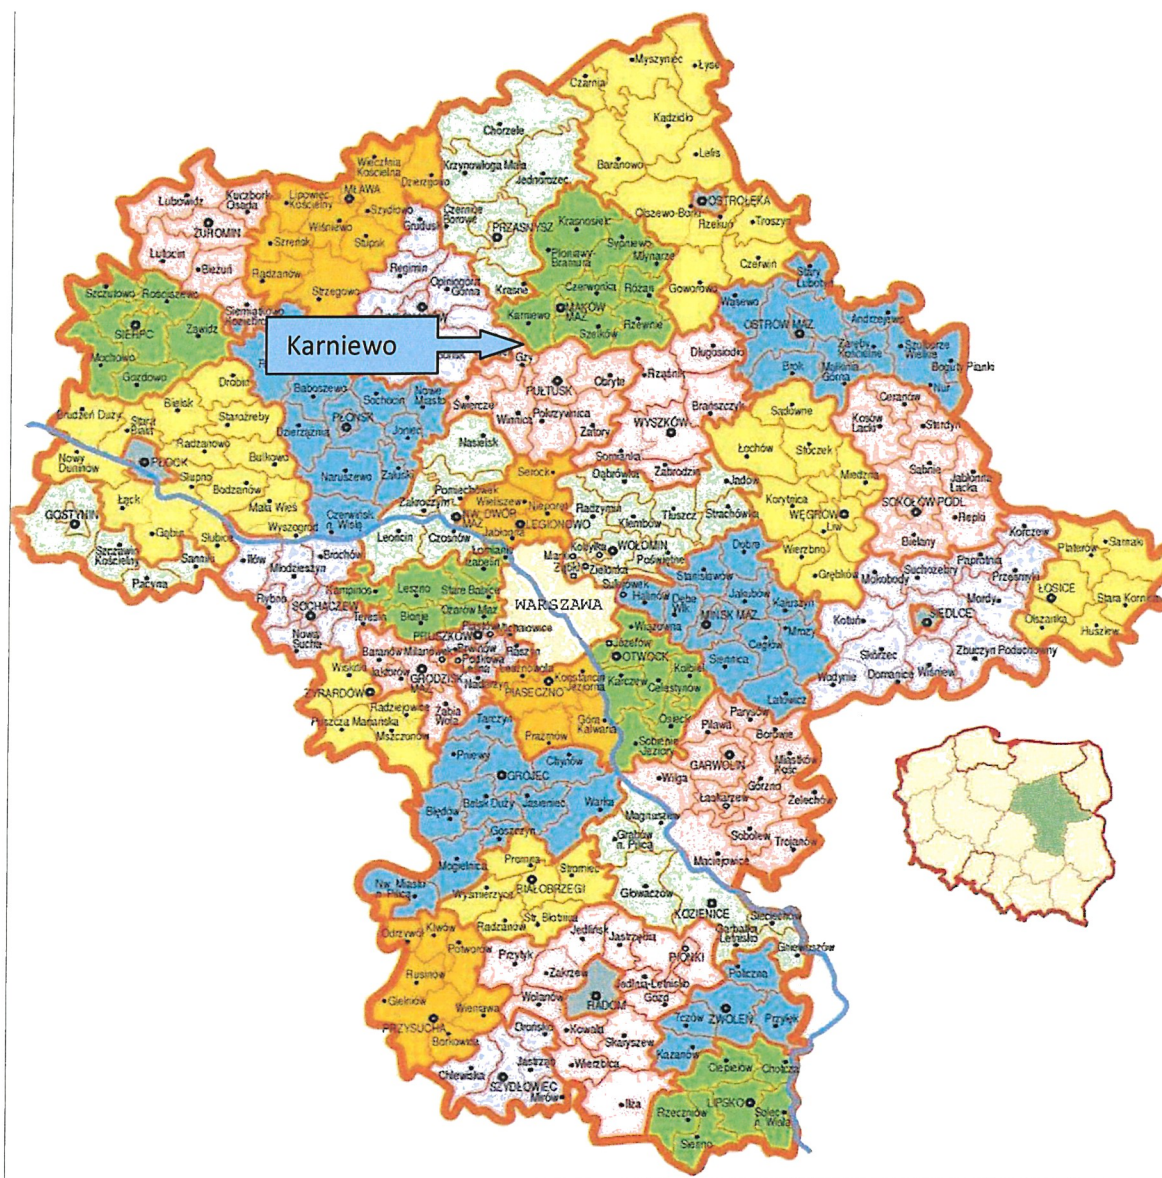 Myszyniec
Łyse
Czarnia
Chorzele
Kadzidło
Lelis
Baranowo
Wieczfnia
Kościelna
Dzierzgowo
Krzynowłoga Mała
Jednorożec
Lubowidz
Kuczbork
Osada
Lipowiec
Kościelny
MŁAWA
Szydłowo
Czernice
Borowe
OSTROŁĘKA
Olszewo-Borki
Rzekuń
Troszyn
ŻUROMIN
Wiśniewo
Grudusk
PRZASNYSZ
Krasnosielc
Sypniewo
Szreńsk
Stupsk
Lutocin
Bieżuń
Radzanów
Regimin
Opinogóra
Górna
Płoniawy-
Bramura
Młynarze
Czerwin
Stary
Lubotyń
Goworowo
Krasne
Czerwonka
Różan
Strzegowo
Szczutowo
Rościszewo
Siemiątkowo
Koziebrodzkie
Karniewo
MAKÓW
MAZ.
Rzewnie
Wąsewo
OSTRÓW MAZ.
Andrzejewo
SIERPC
Zawidz
Szelków
Zaręby
Kościelne
Szulborze
Wielkie
Boguty Pianki
Karniewo
Mochowo
Gozdowo
Gzy
Długosiodło
Brok
Małkinia
Górna
Nur
Drobin
Baboszewo
Sochocin
Nowe
Miasto
PUŁTUSK
Obryte
Rząśnik
Brudzeń Duży
Stara
Biała
Bielsk
Staroźreby
PŁOŃSK
Dzierzążnia
Joniec
Świercze
Winnica
Pokrzywnica
Zatory
Brańszczyk
WYSZKÓW
Sadowne
Ceranów
Kosów
Lacki
Sterdyń
Radzanowo
Bulkowo
Nasielsk
Somianka
Zabrodzie
Łochów
Stoczek
Nowy
Duninów
PŁOCK
Słupno
Bodzanów
Naruszewo
Załuski
Serock
Dąbrówka
Jadów
Miedzna
Sabnie
Jabłonna
Lacka
Łąck
Mała Wieś
Zakroczym
Pomiechówek
Wieliszew
Nieporęt
Radzymin
Klembów
Tłuszcz
Strachówka
Korytnica
WĘGRÓW
Liw
SOKOŁÓW PODL.
Repki
GOSTYNIN
Gąbin
Słubice
Wyszogród
Czerwińsk
n. Wisłą
NW. DWÓR
MAZ.
Jabłonna
LEGIONOWO
Leoncin
Czosnów
WOŁOMIN
Poświętne
Dobre
Wierzbno
Bielany
Korczew
Szczawin
Kościelny
Sanniki
Pacyna
Iłów
Młodzieszyn
Brochów
Łomianki
Izabelin
Marki
Kobyłka
Ząbki
Zielonka
Grębków
Mokobody
Suchożebry
Paprotnia
Przesmyki
Platerów
Sarnaki
Rybno
Kampinos
Leszno
Stare Babice
WARSZAWA
Sulejówek
Halinów
Stanisławów
Jakubów
Kałuszyn
Mordy
ŁOSICE
Stara Kornica
SOCHACZEW
Teresin
Błonie
Ożarów Maz.
Dębe
Wlk.
MIŃSK MAZ.
Mrozy
Kotuń
SIEDLCE
Olszanka
Huszlew
Nowa
Sucha
PRUSZKÓW
Michałowice
Raszyn
Wiązowna
Józefów
OTWOCK
Cegłów
Skórzec
Zbuczyn Poduchowny
Baranów
Milanówek
Brwinów
Podkowa
Leśna
Wiskitki
Jaktorów
GRODZISK
MAZ.
Nadarzyn
Lesznowola
Konstancin
Jeziorna
Karczew
Kołbiel
Siennica
Wodynie
Domanice
Wiśniew
ŻYRARDÓW
Radziejowice
Żabia
Wola
PIASECZNO
Celestynów
Latowicz
Puszcza Mariańska
Mszczonów
Tarczyn
Góra
Kalwaria
Osieck
Parysów
Pilawa
Borowie
Prażmów
Sobienie
Jeziory
Pniewy
GRÓJEC
Chynów
GARWOLIN
Miastków
Kośc.
Wilga
Górzno
Błędów
Belsk Duży
Jasieniec
Warka
Magnuszew
Łaskarzew
Żelechów
Goszczyn
Grabów
n. Pilicą
Sobolew
Trojanów
Mogielnica
Promna
Stromiec
Maciejowice
Nw. Miasto
n. Pilicą
Wyśmierzyce
BIAŁOBRZEGI
Głowaczów
KOZIENICE
Sieciechów
Radzanów
Str. Błotnica
Garbatka
Letnisko
Gniewoszów
Klwów
Odrzywół
Jedlińsk
Jastrzębia
Potworów
Przytyk
PIONKI
Rusinów
Zakrzew
Policzna
Jedlnia-Letnisko
Gielniów
Wolanów
RADOM
Gózd
Wieniawa
PRZYSUCHA
Tczów
ZWOLEŃ
Przyłęk
Borkowice
Orońsko
Kowala
Skaryszew
Kazanów
Chlewiska
Jastrząb
Wierzbica
Ciepielów
Chotcza
SZYDŁOWIEC
Mirów
Iłża
Rzeczniów
LIPSKO
Solec
n. Wisłą
Sienno